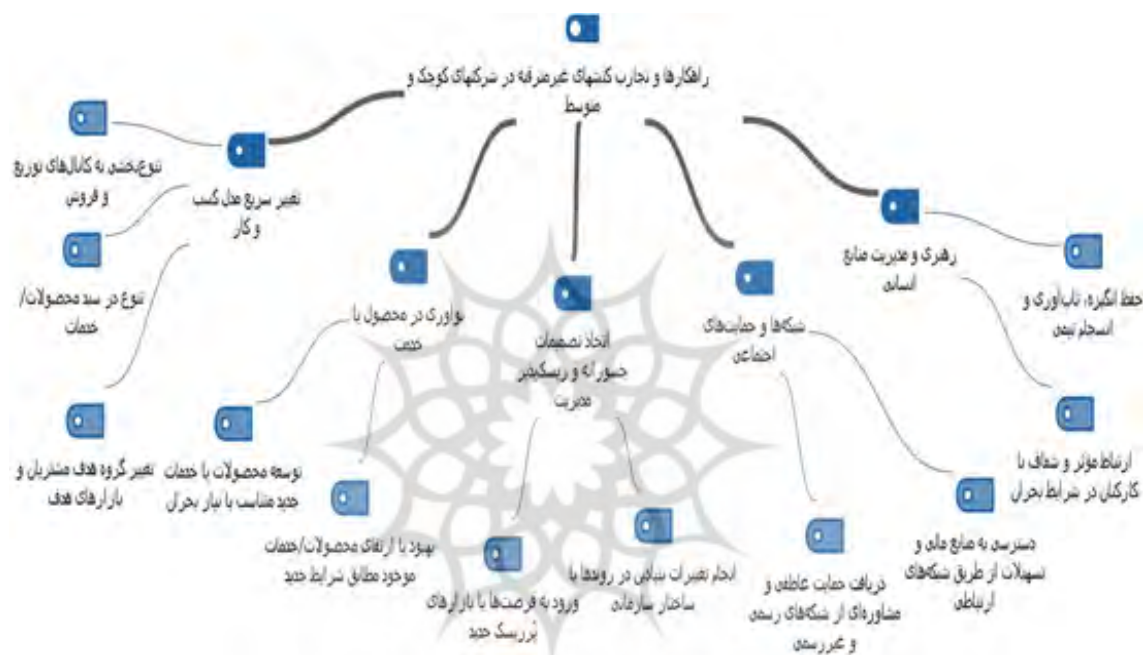 راهکارها و تجارب کنشهای غیرمترقبه در شرکتهای کوچک و
متوسط
رهبری و مدیریت منابع
انسانی
حفظ انگیزه، تاب‌آوری و
انسجام تیمی
ارتباط مؤثر و شفاف با
کارکنان در شرایط بحران
شبکه‌ها و حمایت‌های
اجتماعی
دسترسی به منابع مالی و
تسهیلات از طریق شبکه‌های
ارتباطی
دریافت حمایت عاطفی و
مشاوره‌ای از شبکه‌های رسمی
و غیررسمی
اتخاذ تصمیمات
جسورانه و ریسک‌پذیر
مدیریت
انجام تغییرات بنیادین در روندها یا
ساختار سازمانی
ورود به فرصت‌ها یا بازارهای
پُرریسک جدید
نوآوری در محصول یا
خدمت
بهبود یا ارتقای محصولات/خدمات
موجود مطابق شرایط جدید
توسعه محصولات یا خدمات
جدید متناسب با نیاز بحران
تغییر سریع مدل کسب
و کار
تنوع‌بخشی به کانال‌های توزیع
و فروش
تنوع در سبد محصولات/
خدمات
تغییر گروه هدف مشتریان و
بازارهای هدف